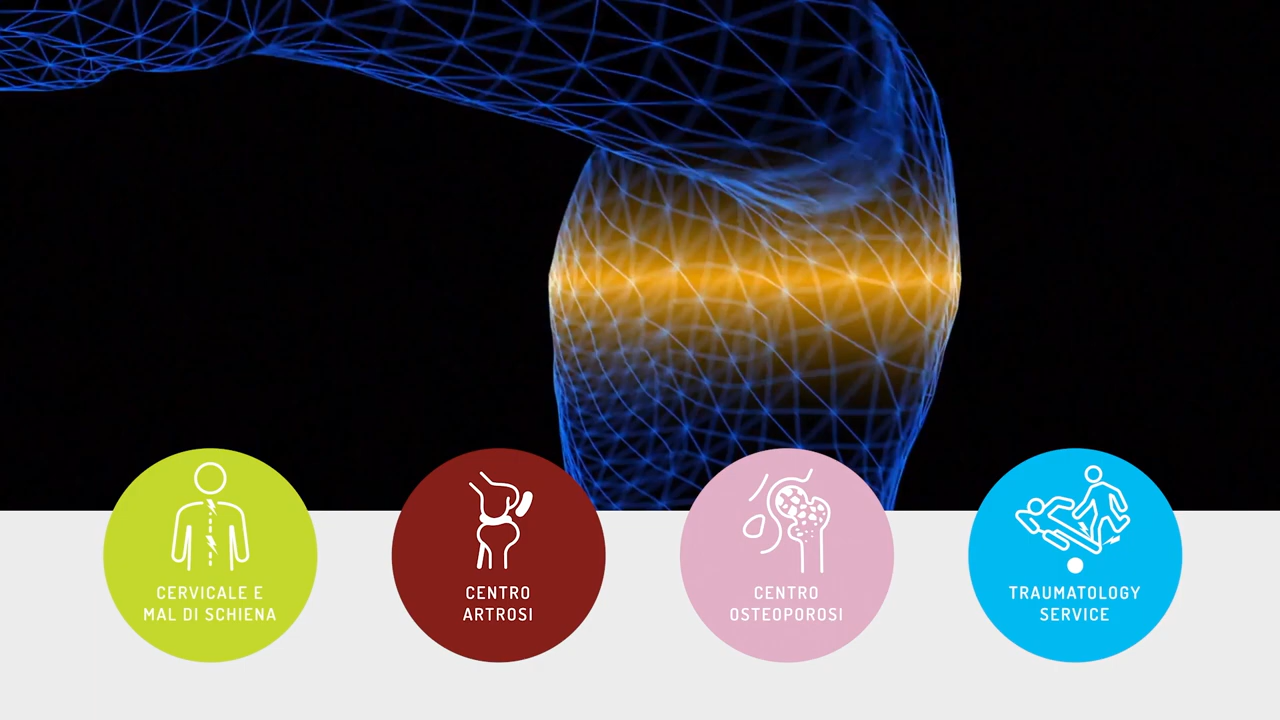 CERVICALE E
MAL DI SCHIENA
CENTRO
ARTROSI
CENTRO
OSTEOPOROSI
TRAUMATOLOGY
SERVICE